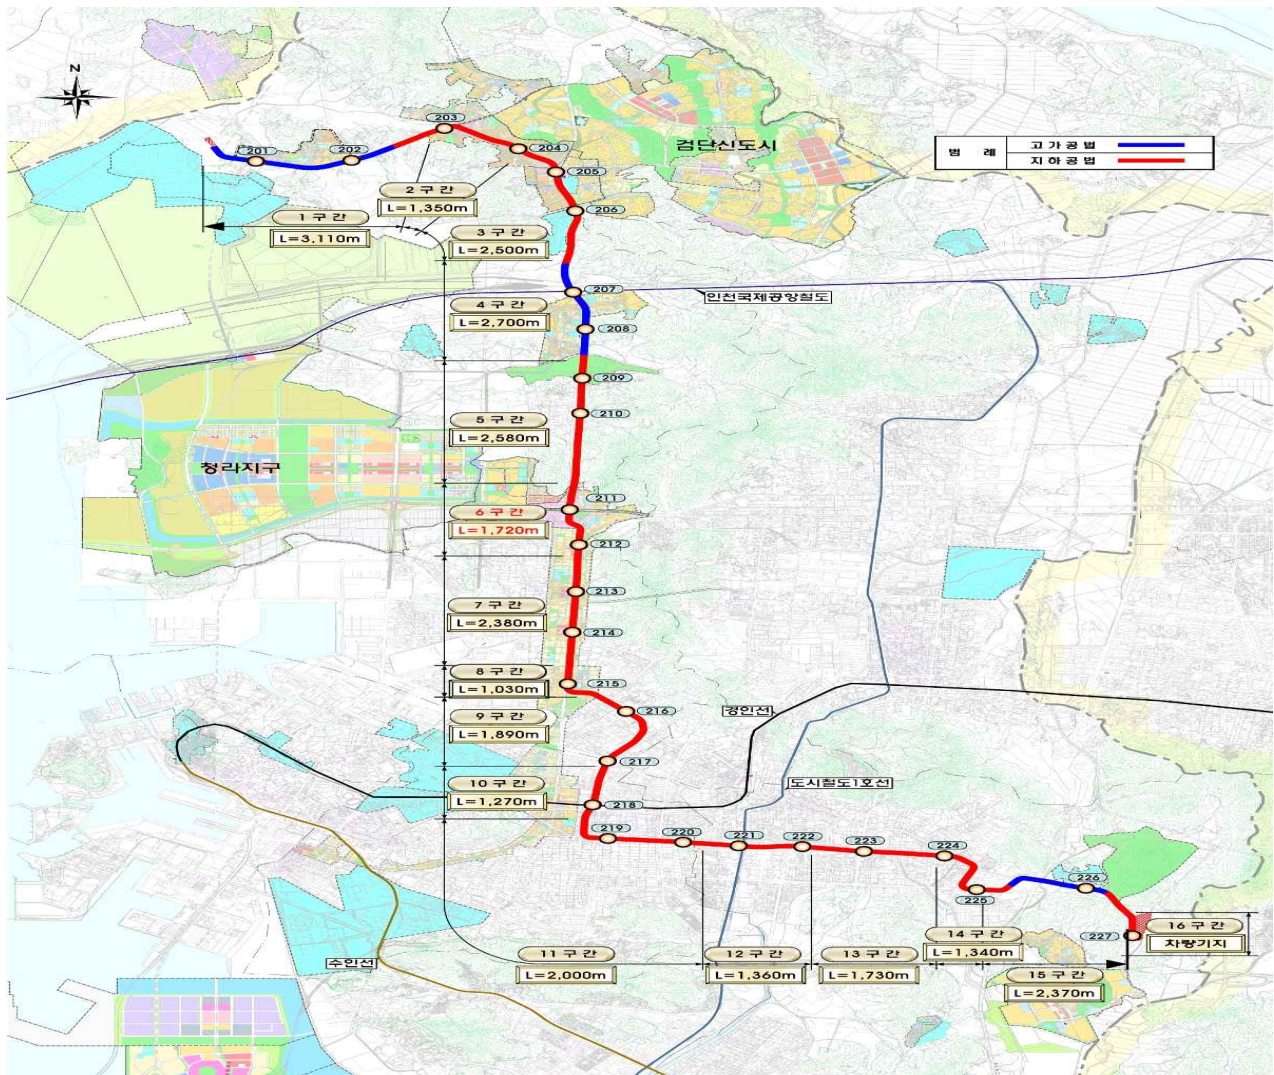 N
203
201
202
204
205
206
검단신도시
범 례
고가공법
지하공법
2 구간
L=1,350m
1 구간
L=3,110m
3 구간
L=2,500m
207
인천국제공항철도
4 구간
L=2,700m
208
209
210
5 구간
L=2,580m
청라지구
211
6 구간
L=1,720m
212
213
7 구간
L=2,380m
214
8 구간
L=1,030m
215
216
경인선
9 구간
L=1,890m
217
10 구간
L=1,270m
도시철도1호선
218
219
220
221
222
223
224
225
226
227
16 구간
차량기지
14 구간
L=1,340m
11 구간
L=2,000m
12 구간
L=1,360m
13 구간
L=1,730m
15 구간
L=2,370m
수인선